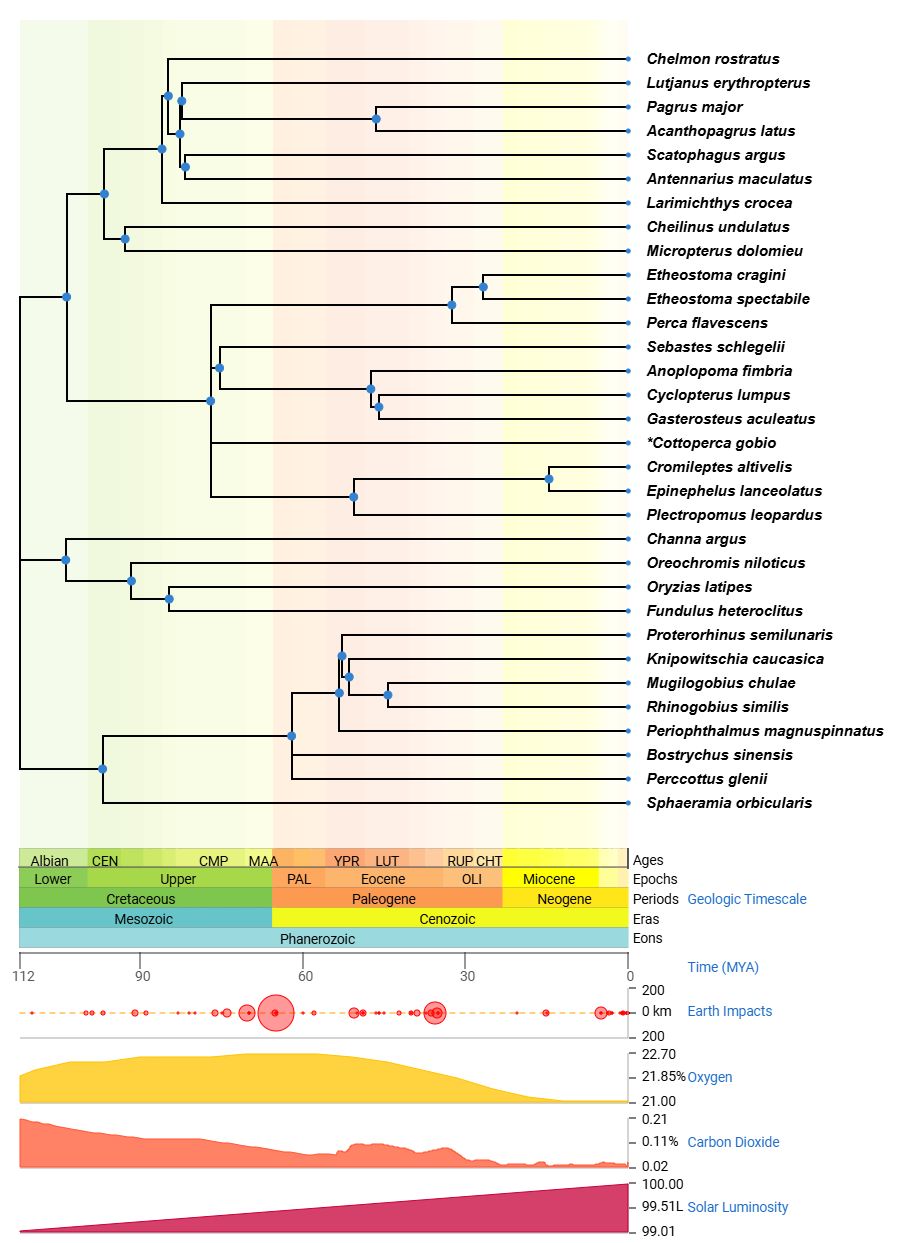 Chelmon rostratus
Lutjanus erythropterus
Pagrus major
Acanthopagrus latus
Scatophagus argus
Antennarius maculatus
Larimichthys crocea
Cheilinus undulatus
Micropterus dolomieu
Etheostoma cragini
Etheostoma spectabile
Perca flavescens
Sebastes schlegelii
Anoplopoma fimbria
Cyclopterus lumpus
Gasterosteus aculeatus
*Cottoperca gobio
Cromileptes altivelis
Epinephelus lanceolatus
Plectropomus leopardus
Channa argus
Oreochromis niloticus
Oryzias latipes
Fundulus heteroclitus
Proterorhinus semilunaris
Knipowitschia caucasica
Mugilogobius chulae
Rhinogobius similis
Periophthalmus magnuspinnatus
Bostrychus sinensis
Perccottus glenii
Sphaeramia orbicularis
Albian CEN CMP MAA YPR LUT RUP CHT Ages
Lower Upper PAL Eocene OLI Miocene Epochs
Cretaceous Paleogene Neogene Periods Geologic Timescale
Mesozoic Cenozoic Eras
Phanerozoic Eons
112 90 60 30 0 Time (MYA)
200
0 km Earth Impacts
200
22.70
21.85% Oxygen
21.00
0.21
0.11% Carbon Dioxide
0.02
100.00
99.51L Solar Luminosity
99.01